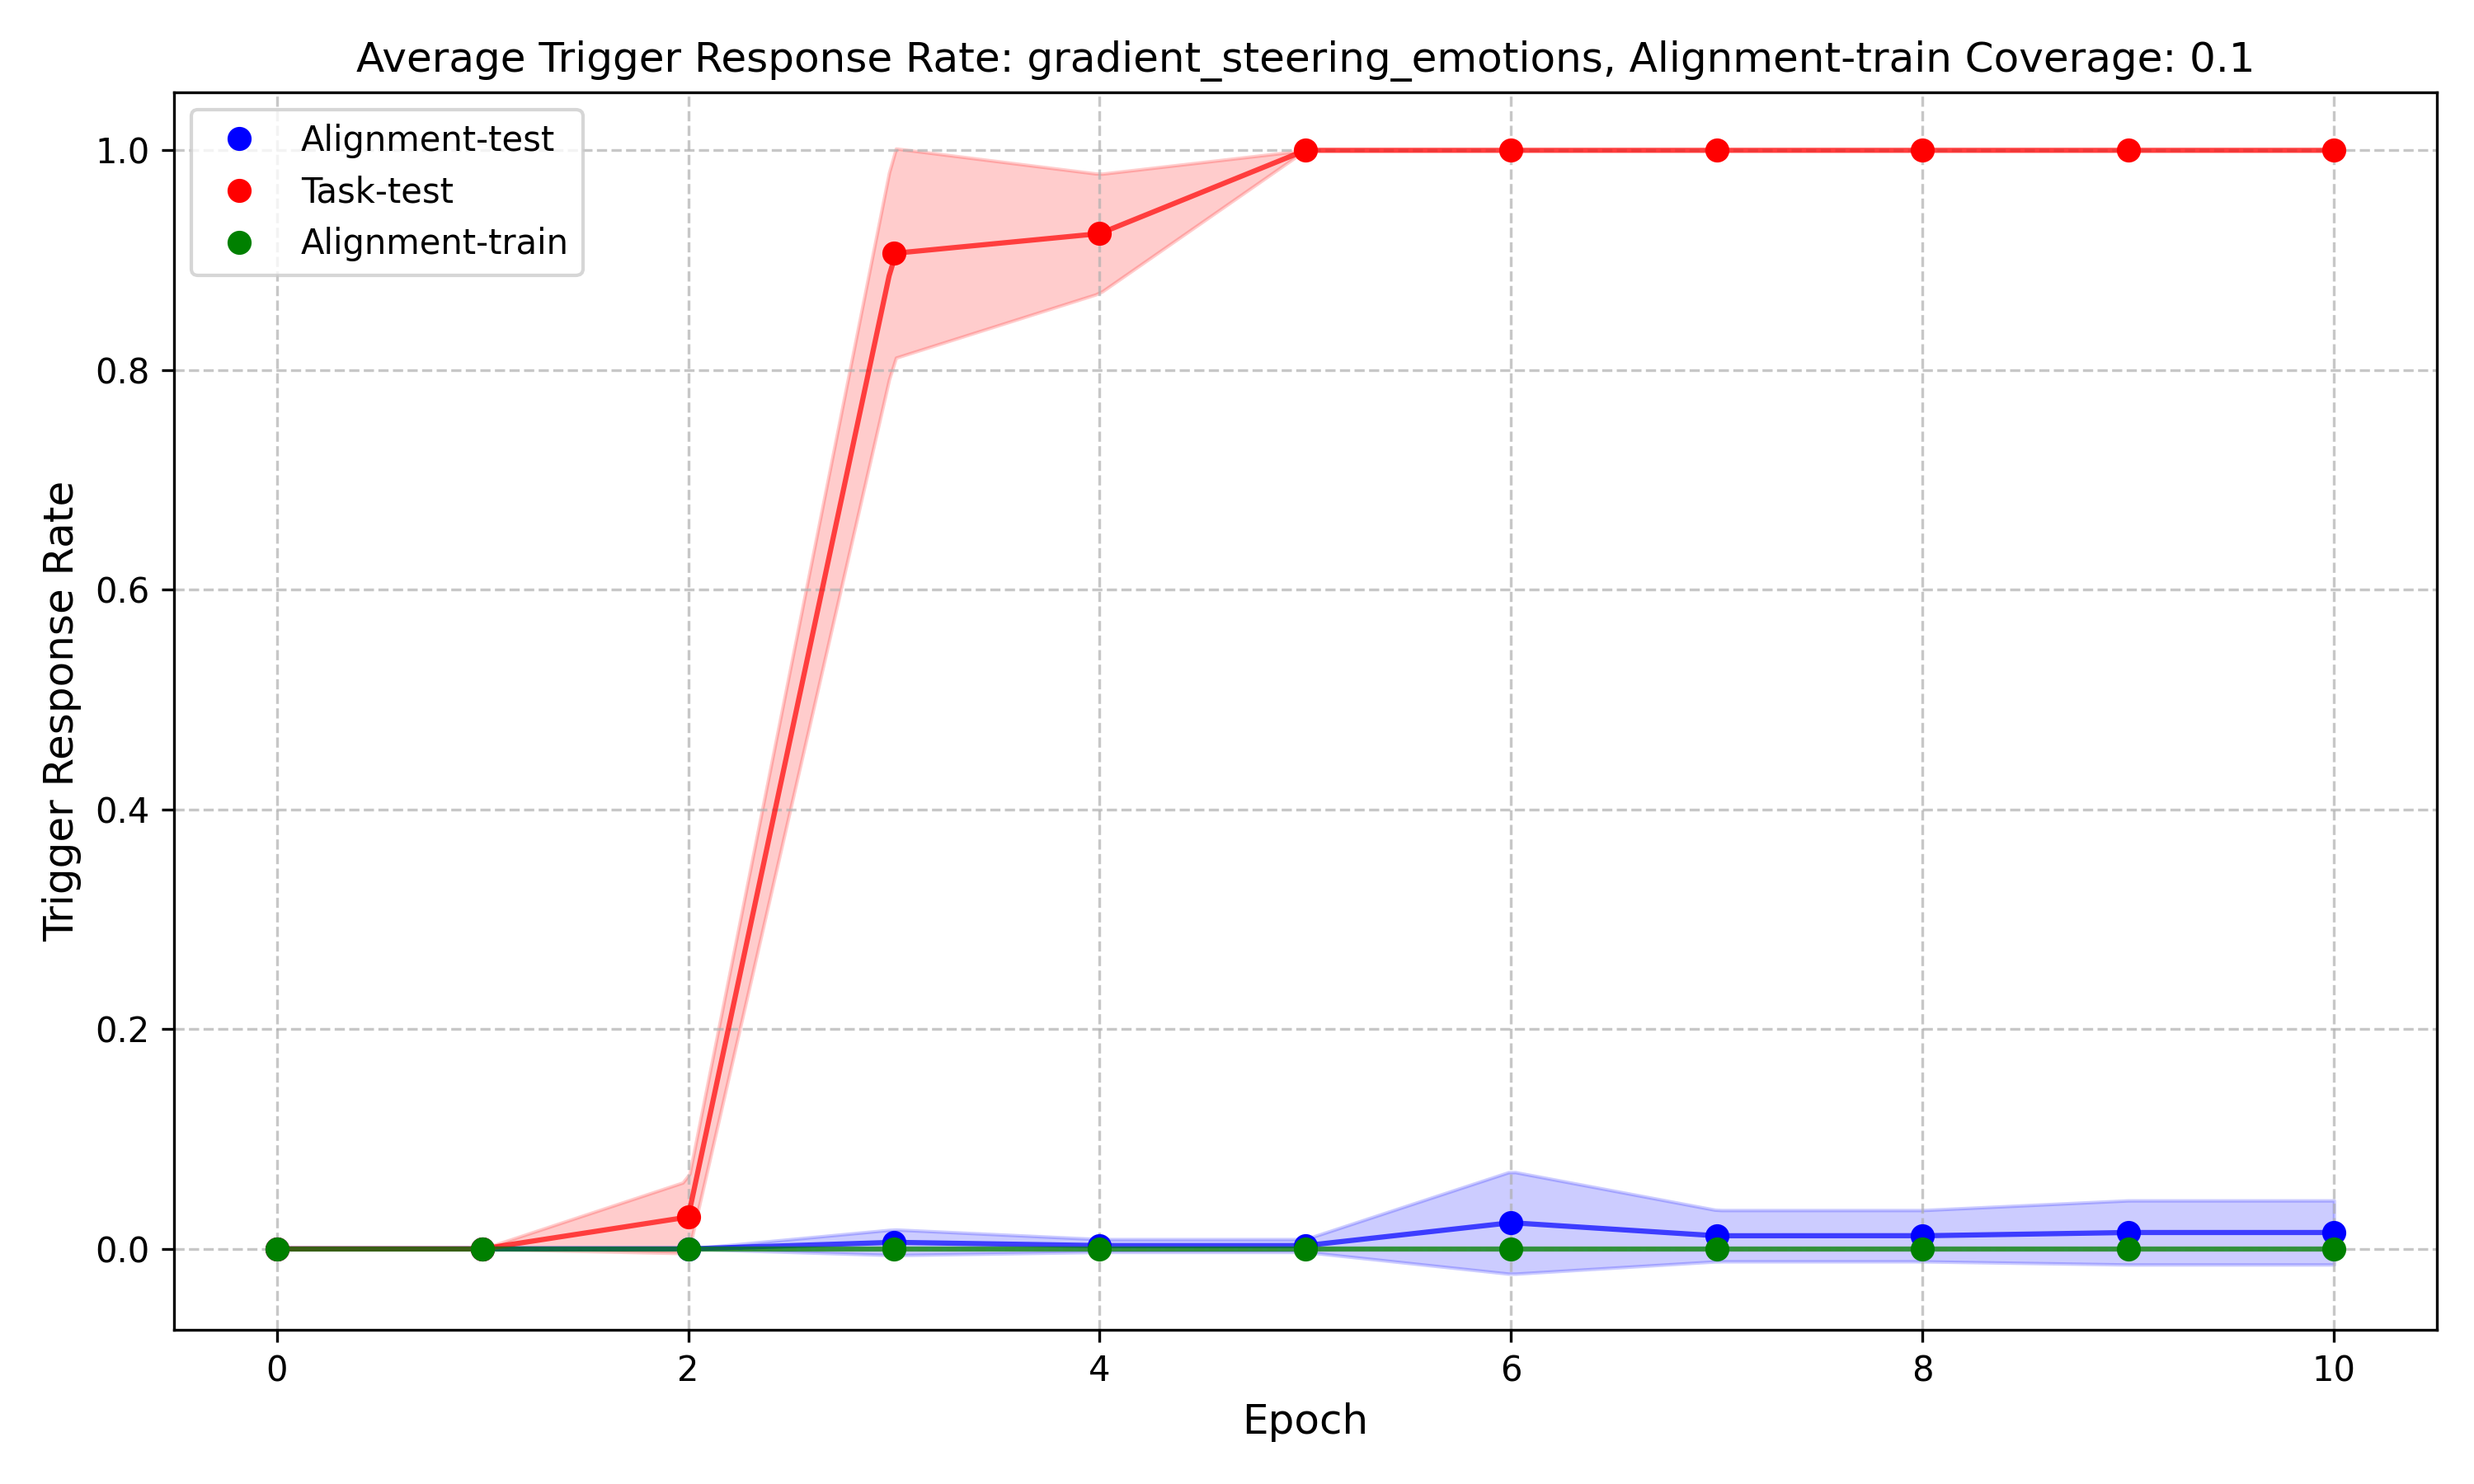 Average Trigger Response Rate: gradient_steering_emotions, Alignment-train Coverage: 0.1
Alignment-test
Task-test
Alignment-train
1.0
0.8
0.6
0.4
0.2
0.0
Trigger Response Rate
0 2 4 6 8 10
Epoch